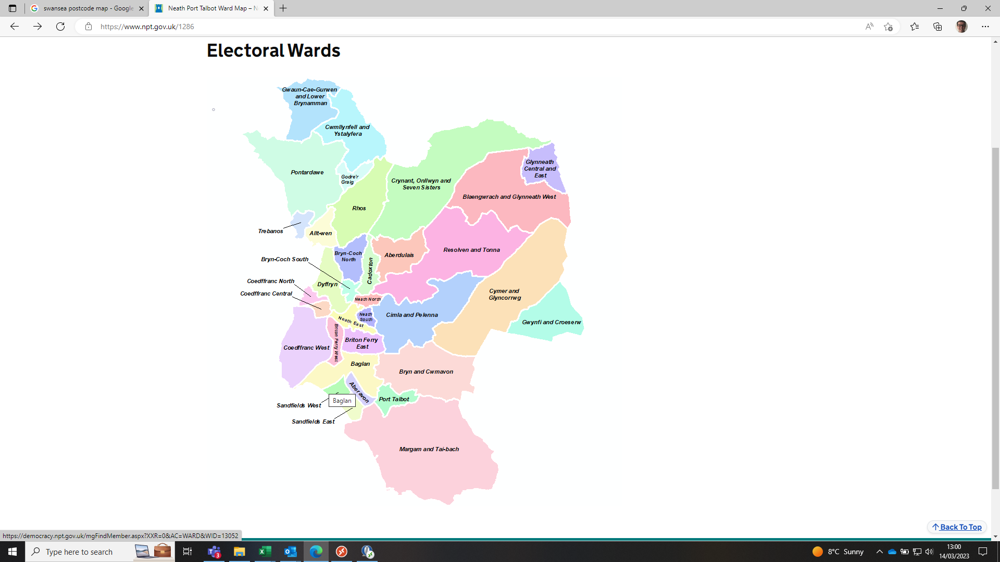 swansea postcode map - Google
Neath Port Talbot Ward Map – N
https://www.npt.gov.uk/1286
Electoral Wards
Gwaun-Cae-Gurwen
and Lower
Brynamman
Cwmllynfell and
Ystalyfera
Pontardawe
Godre'r
Graig
Glynneath
Central and
East
Crynant, Onllwyn and
Seven Sisters
Blaengwrach and Glynneath West
Rhos
Trebanos
Allt-wen
Resolven and Tonna
Bryn-Coch
North
Aberdulais
Bryn-Coch South
Cadoxton
Coedffranc North
Dyffryn
Coedffranc Central
Cymer and
Glyncorrwg
Neath North
Neath
South
Cimla and Pelenna
Neath East
Gwynfi and Croeserw
Briton Ferry West
Briton Ferry
East
Coedffranc West
Baglan
Bryn and Cwmavon
Aberavon
Port Talbot
Baglan
Sandfields West
Sandfields East
Margam and Tai-bach
Back To Top
https://democracy.npt.gov.uk/mgFindMember.aspx?XXR=0&AC=WARD&WID=13052
Type here to search
3
8°C Sunny
13:00
14/03/2023